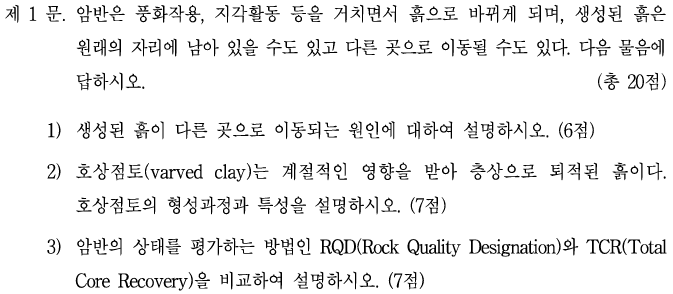 제 1 문. 암반은 풍화작용, 지각활동 등을 거치면서 흙으로 바뀌게 되며, 생성된 흙은
원래의 자리에 남아 있을 수도 있고 다른 곳으로 이동될 수도 있다. 다음 물음에
답하시오. (총 20점)
1) 생성된 흙이 다른 곳으로 이동되는 원인에 대하여 설명하시오. (6점)
2) 호상점토(varved clay)는 계절적인 영향을 받아 층상으로 퇴적된 흙이다.
호상점토의 형성과정과 특성을 설명하시오. (7점)
3) 암반의 상태를 평가하는 방법인 RQD(Rock Quality Designation)와 TCR(Total
Core Recovery)을 비교하여 설명하시오. (7점)